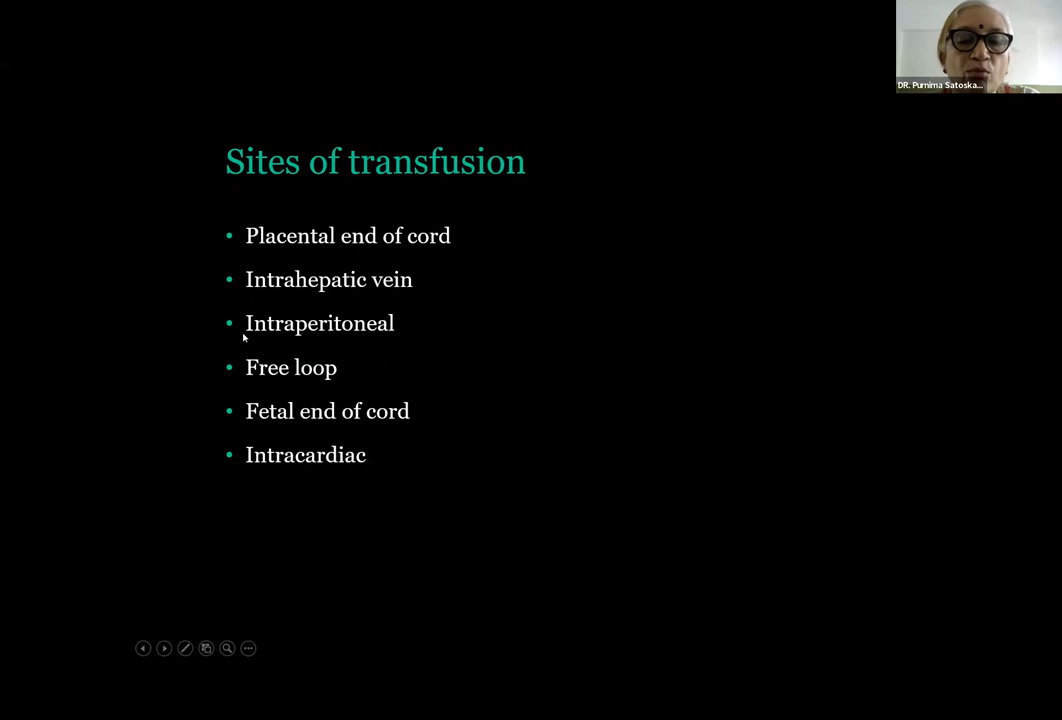 DR. Purnima Satoska...
Sites of transfusion
• Placental end of cord
• Intrahepatic vein
• Intraperitoneal
• Free loop
• Fetal end of cord
• Intracardiac